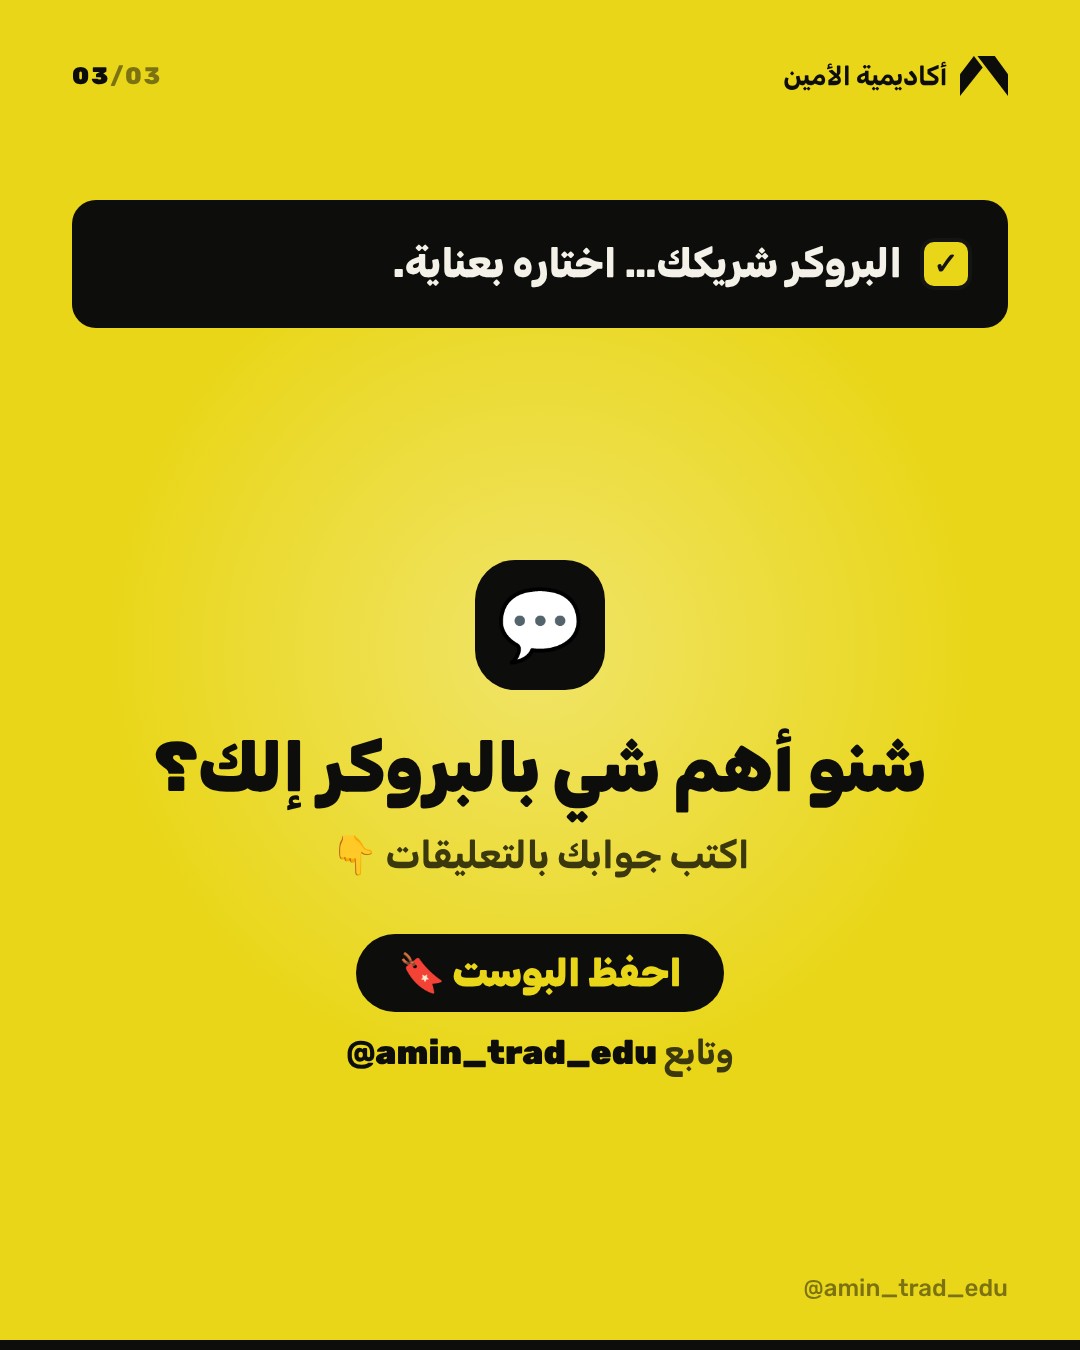 أكاديمية الأمين
03/03
✓ البروكر شريكك... اختاره بعناية.
💬
شنو أهم شي بالبروكر إلك؟
اكتب جوابك بالتعليقات 👇
احفظ البوست 🔖
وتابع @amin_trad_edu
@amin_trad_edu